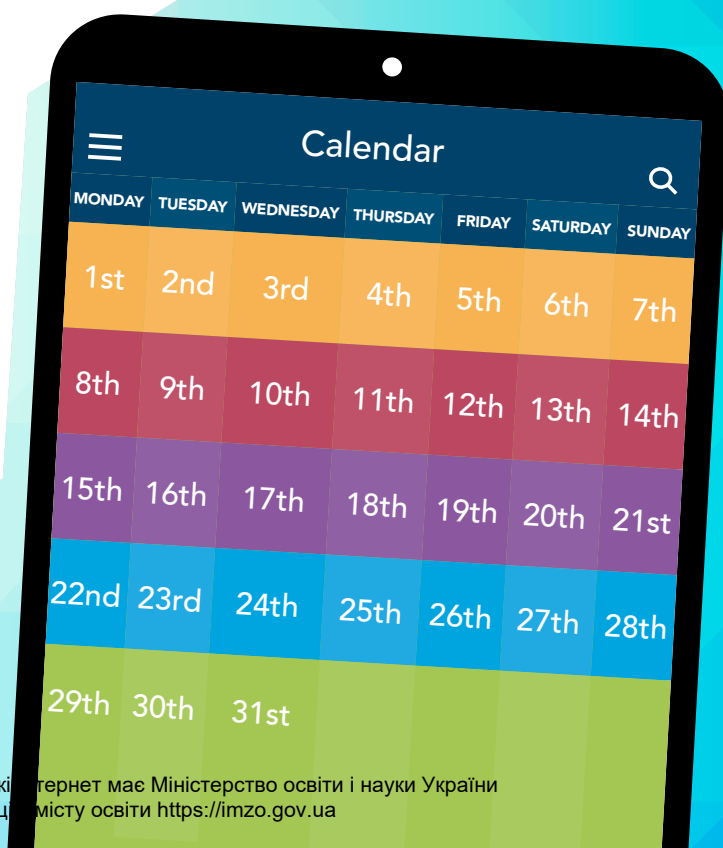 Calendar
MONDAY TUESDAY WEDNESDAY THURSDAY FRIDAY SATURDAY SUNDAY
1st 2nd 3rd 4th 5th 6th 7th
8th 9th 10th 11th 12th 13th 14th
15th 16th 17th 18th 19th 20th 21st
22nd 23rd 24th 25th 26th 27th 28th
29th 30th 31st
має Міністерство освіти і науки України
місту освіти https://imzo.gov.ua